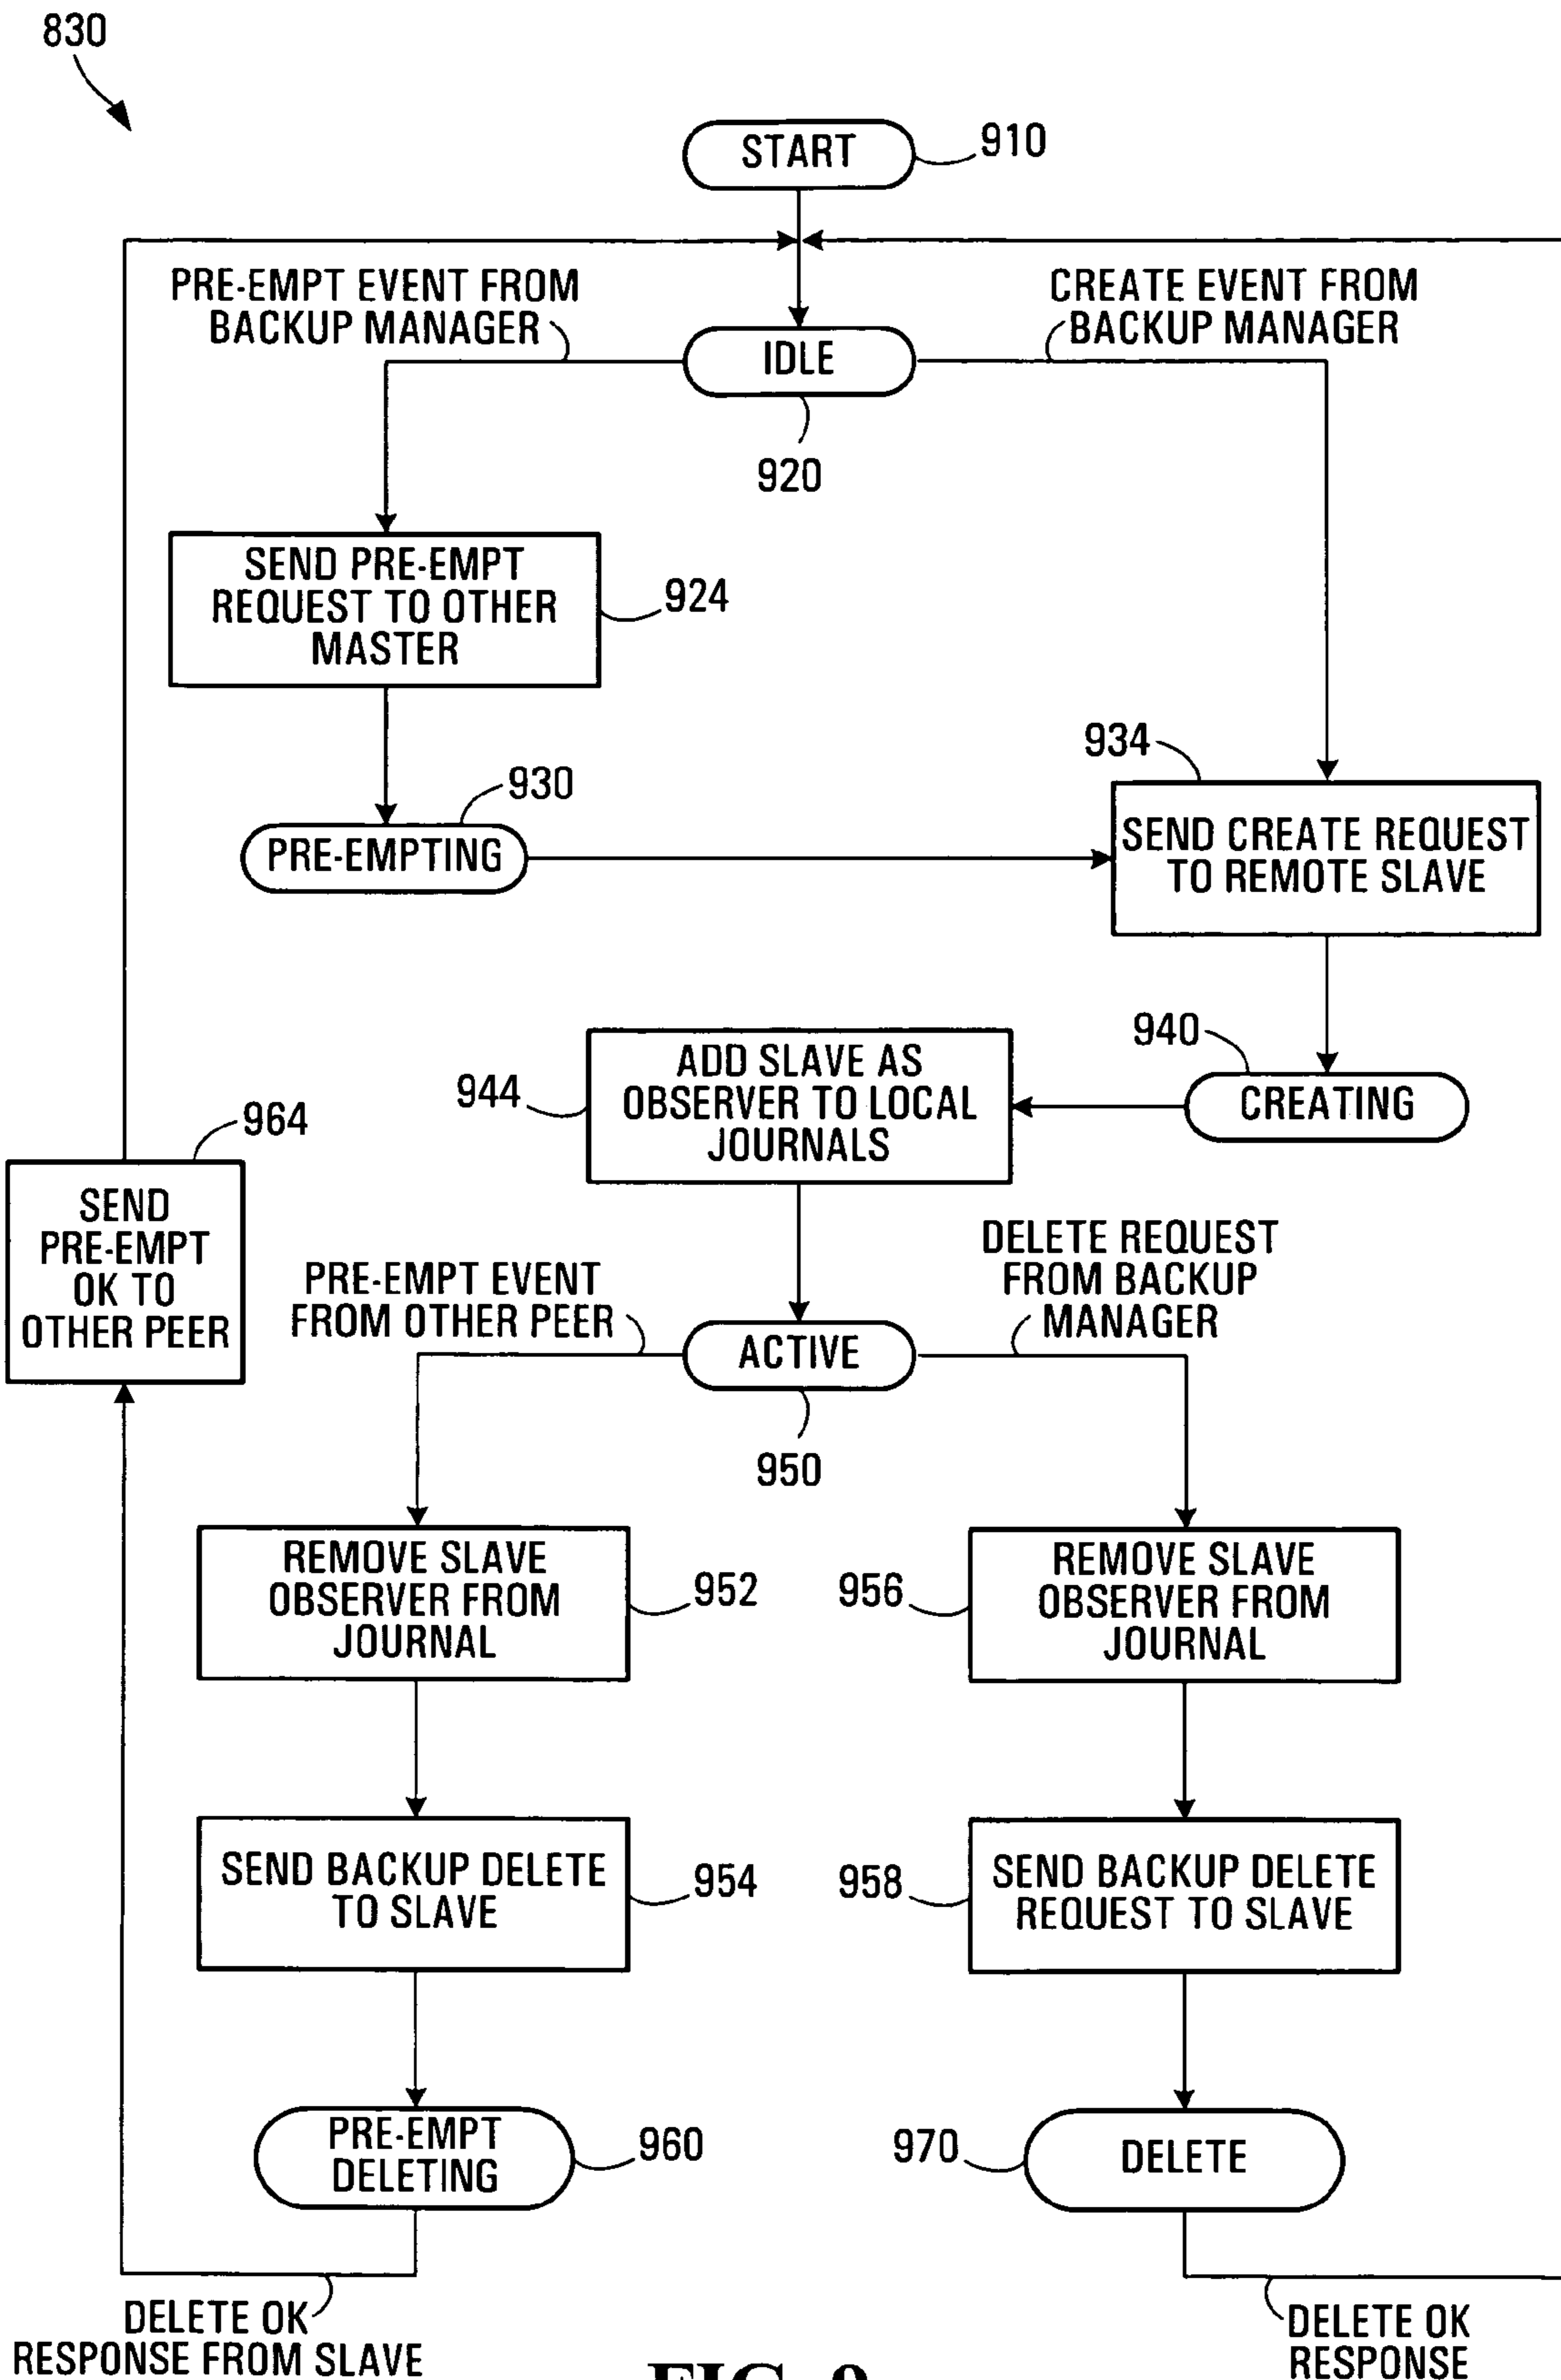 830
START
910
PRE-EMPT EVENT FROM
BACKUP MANAGER
CREATE EVENT FROM
BACKUP MANAGER
IDLE
920
SEND PRE-EMPT
REQUEST TO OTHER
MASTER
924
934
930
PRE-EMPTING
SEND CREATE REQUEST
TO REMOTE SLAVE
940
CREATING
ADD SLAVE AS
OBSERVER TO LOCAL
JOURNALS
944
964
SEND
PRE-EMPT
OK TO
OTHER PEER
PRE-EMPT EVENT
FROM OTHER PEER
DELETE REQUEST
FROM BACKUP
MANAGER
ACTIVE
950
REMOVE SLAVE
OBSERVER FROM
JOURNAL
952
956
REMOVE SLAVE
OBSERVER FROM
JOURNAL
SEND BACKUP DELETE
TO SLAVE
954
958
SEND BACKUP DELETE
REQUEST TO SLAVE
PRE-EMPT
DELETING
960
970
DELETE
DELETE OK
RESPONSE FROM SLAVE
DELETE OK
RESPONSE
FIG. 9